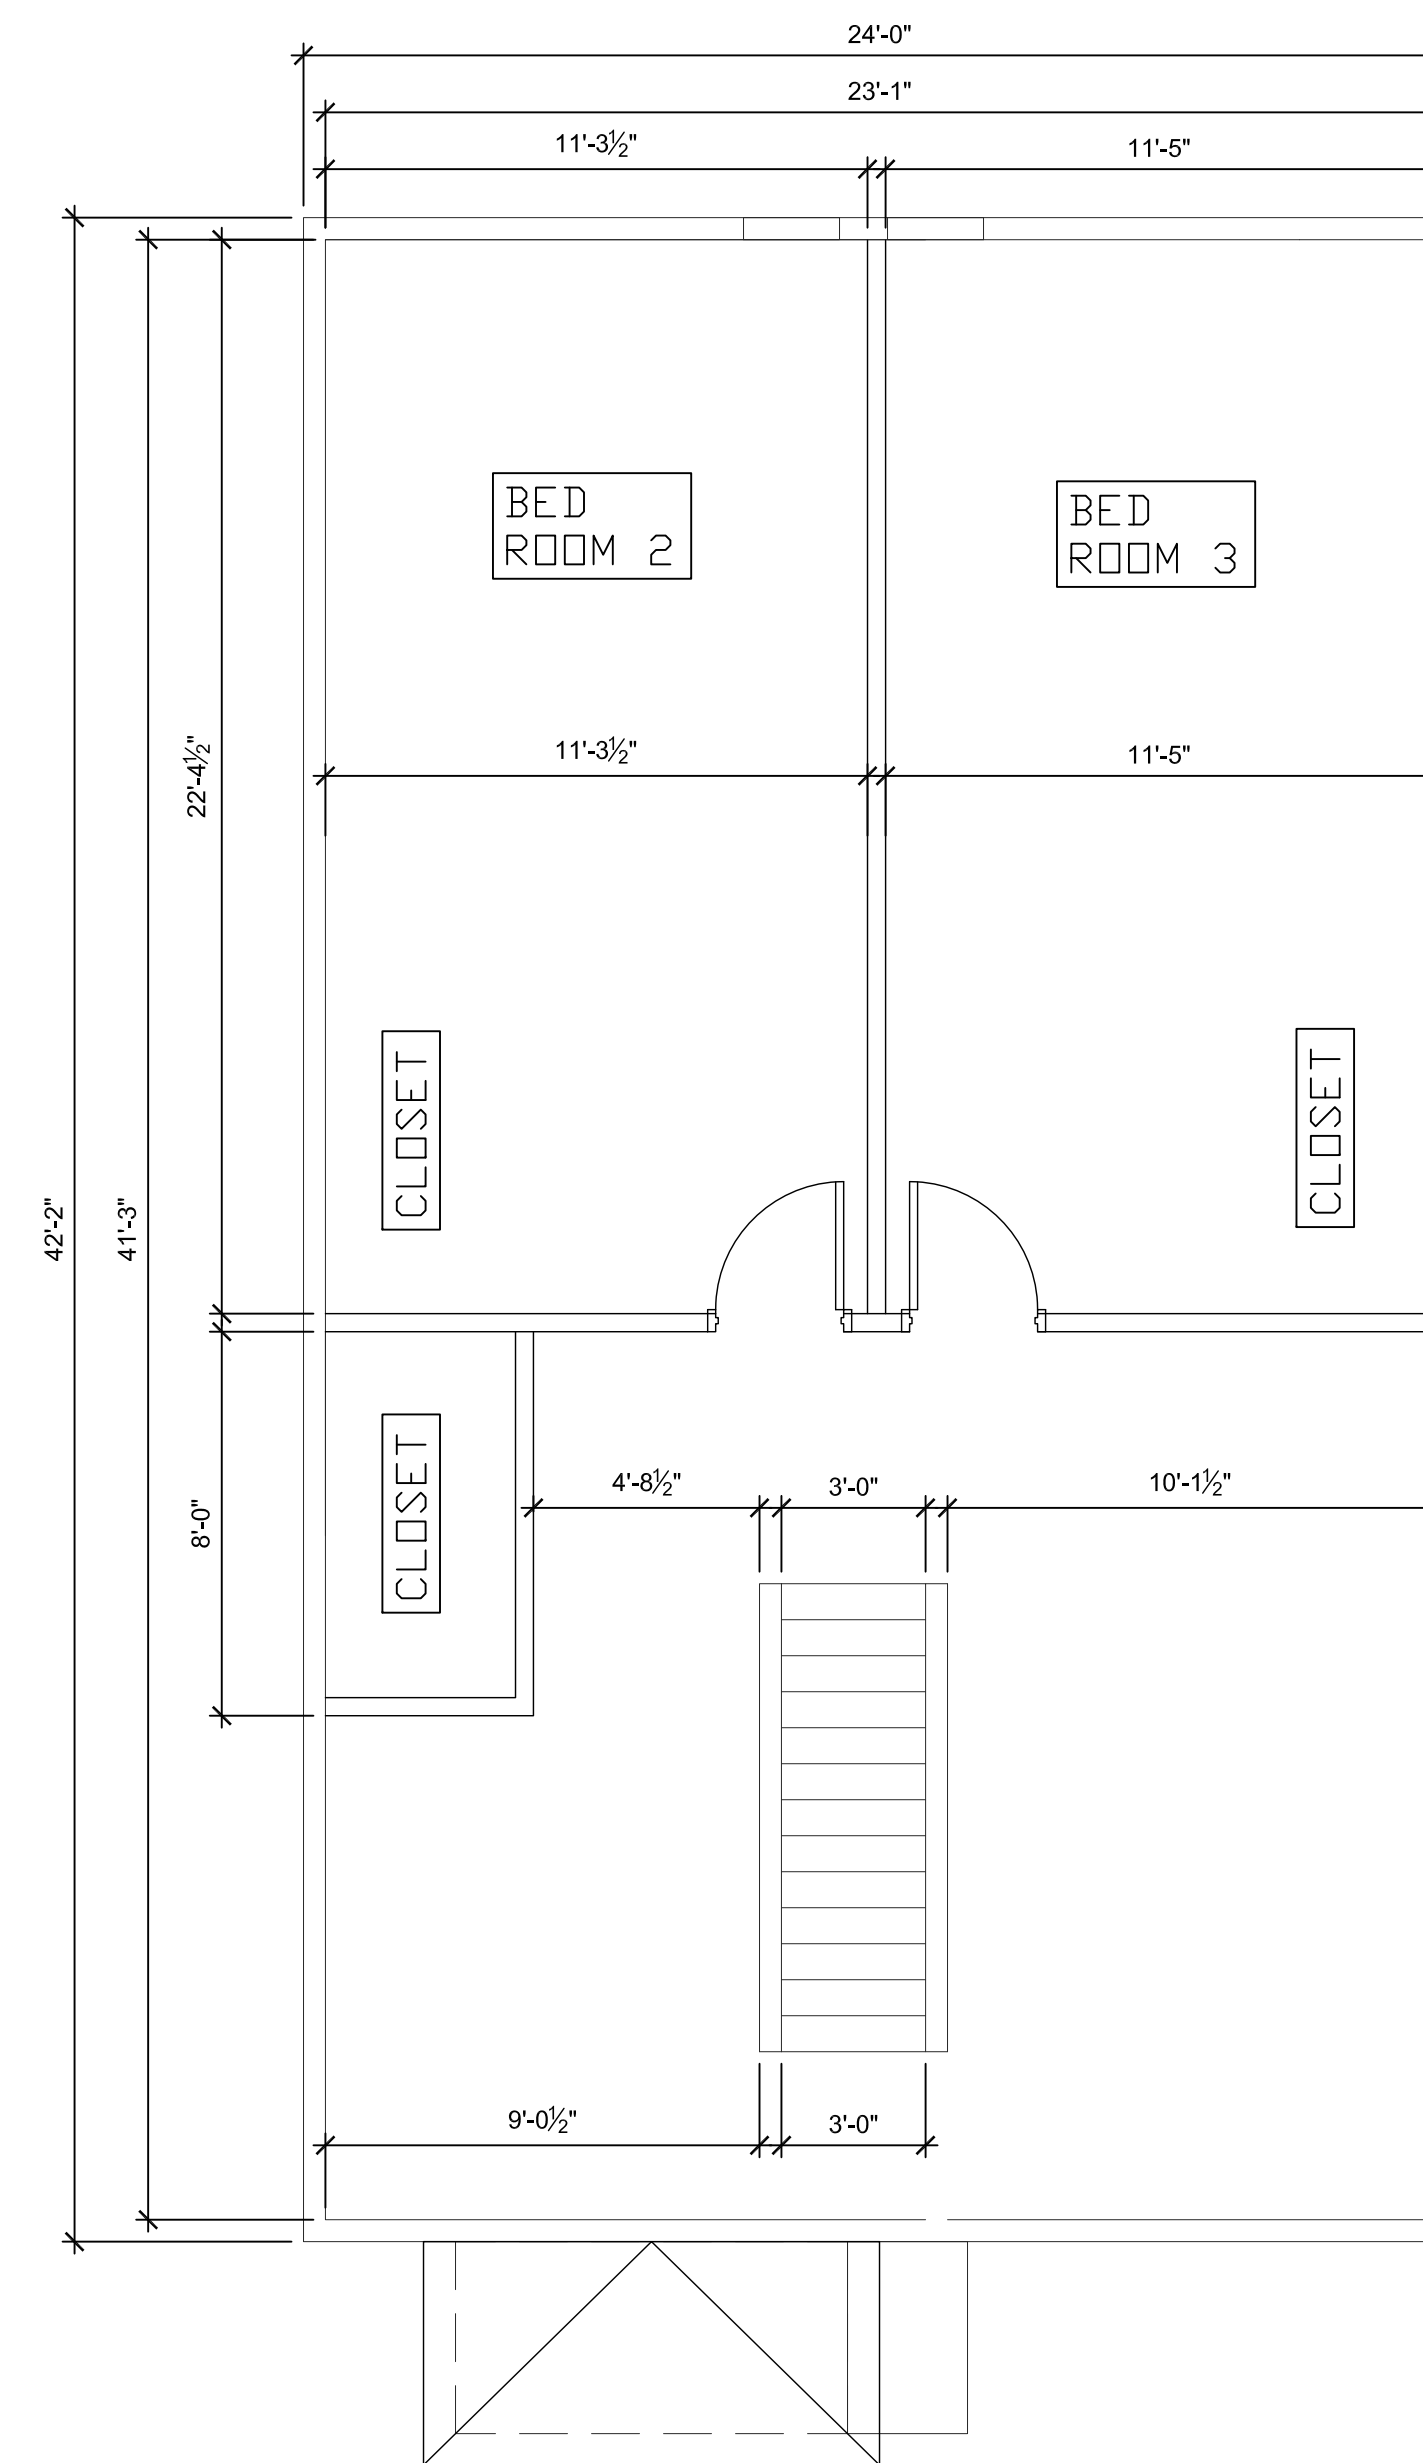 24'-0"
23'-1"
11'-3½"
11'-5"
BED
ROOM 2
BED
ROOM 3
22'-4½"
11'-3½"
11'-5"
CLOSET
CLOSET
42'-2"
41'-3"
CLOSET
8'-0"
4'-8½"
3'-0"
10'-1½"
9'-0½"
3'-0"